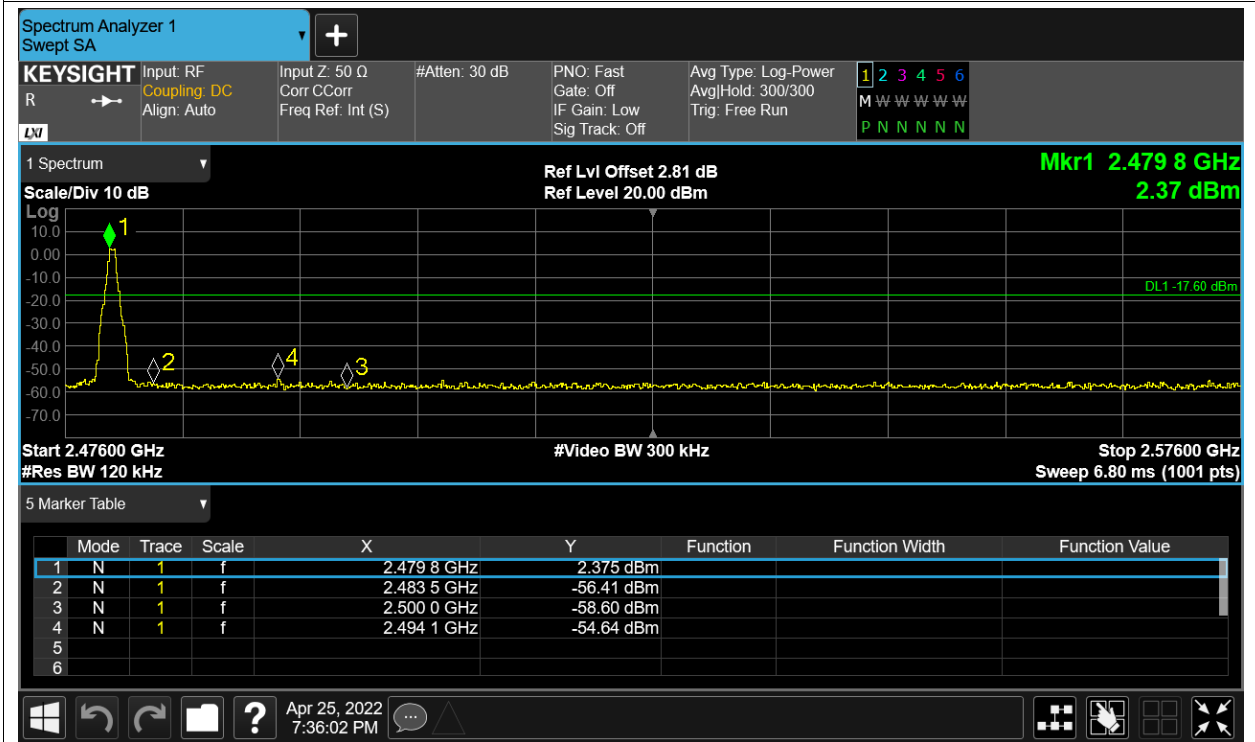 Spectrum Analyzer 1
Swept SA
+
KEYSIGHT Input: RF Input Z: 50 Ω #Atten: 30 dB PNO: Fast Avg Type: Log-Power 1 2 3 4 5 6
R Coupling: DC Corr CCorr Gate: Off Avg|Hold: 300/300 M W W W W W
Align: Auto Freq Ref: Int (S) IF Gain: Low Trig: Free Run
LXI Sig Track: Off P N N N N N
1 Spectrum Ref Lvl Offset 2.81 dB Mkr1 2.479 8 GHz
Scale/Div 10 dB Ref Level 20.00 dBm 2.37 dBm
Log
1
10.0
0.00
-10.0
DL1 -17.60 dBm
-20.0
-30.0
-40.0
2 4 3
-50.0
-60.0
-70.0
Start 2.47600 GHz #Video BW 300 kHz Stop 2.57600 GHz
#Res BW 120 kHz Sweep 6.80 ms (1001 pts)
5 Marker Table
Mode Trace Scale X Y Function Function Width Function Value
1 N 1 f 2.479 8 GHz 2.375 dBm
2 N 1 f 2.483 5 GHz -56.41 dBm
3 N 1 f 2.500 0 GHz -58.60 dBm
4 N 1 f 2.494 1 GHz -54.64 dBm
5
6
? Apr 25, 2022
7:36:02 PM